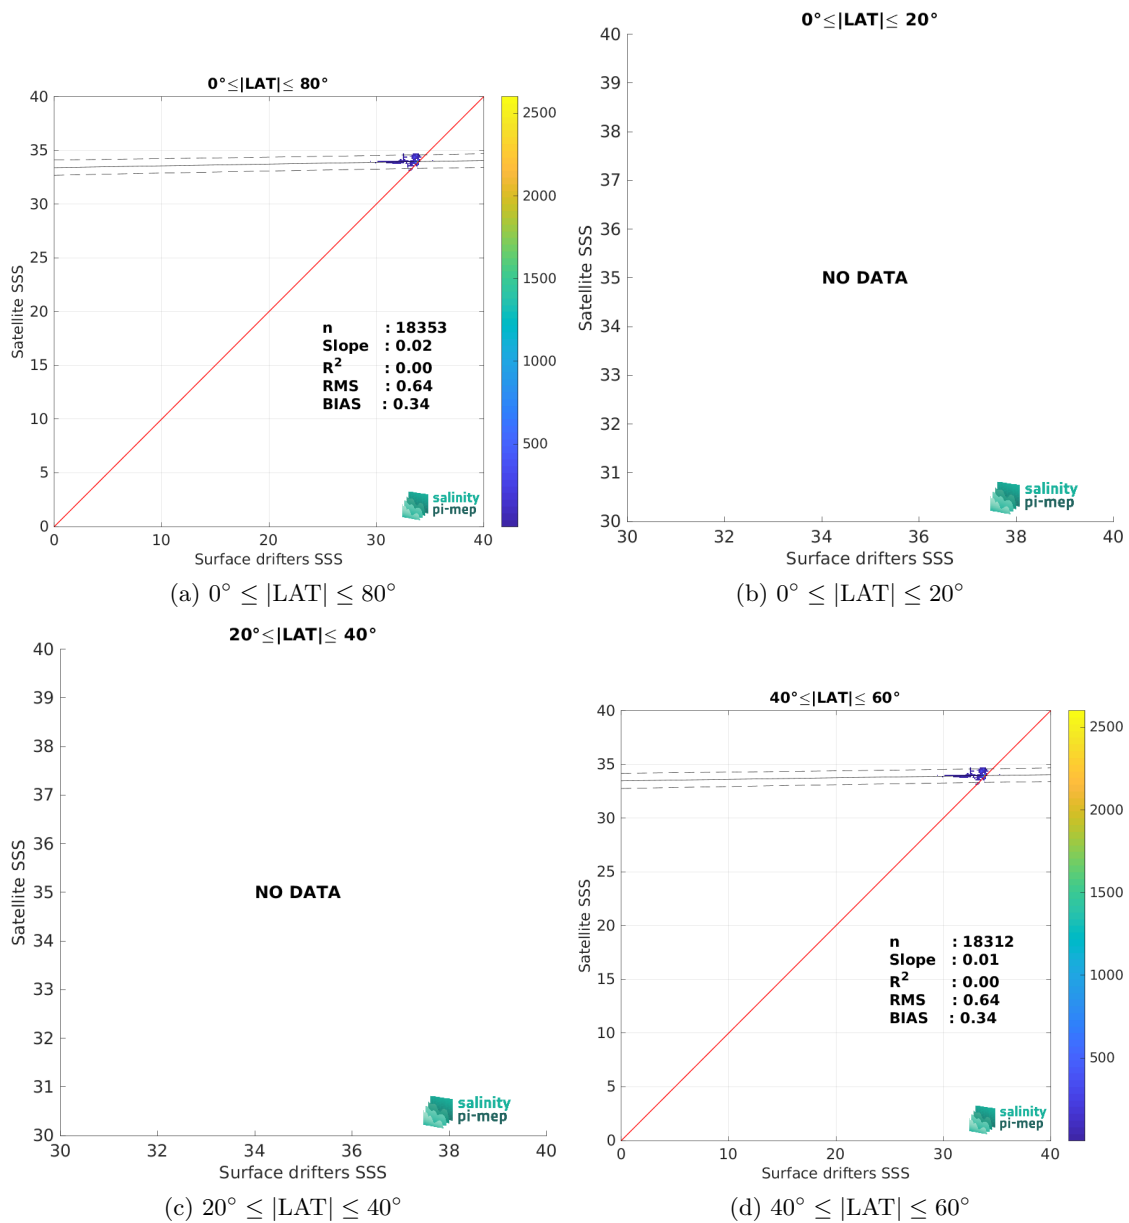 0°≤|LAT|≤ 80°
40
35
30
25
20
15
10
5
0
Satellite SSS
n : 18353
Slope : 0.02
R² : 0.00
RMS : 0.64
BIAS : 0.34
salinity
pi-mep
0 10 20 30 40
Surface drifters SSS
2500
2000
1500
1000
500
(a) 0° ≤ |LAT| ≤ 80°
0°≤|LAT|≤ 20°
40
39
38
37
36
35
34
33
32
31
30
Satellite SSS
NO DATA
salinity
pi-mep
30 32 34 36 38 40
Surface drifters SSS
(b) 0° ≤ |LAT| ≤ 20°
20°≤|LAT|≤ 40°
40
39
38
37
36
35
34
33
32
31
30
Satellite SSS
NO DATA
salinity
pi-mep
30 32 34 36 38 40
Surface drifters SSS
(c) 20° ≤ |LAT| ≤ 40°
40°≤|LAT|≤ 60°
40
35
30
25
20
15
10
5
0
Satellite SSS
n : 18312
Slope : 0.01
R² : 0.00
RMS : 0.64
BIAS : 0.34
salinity
pi-mep
0 10 20 30 40
Surface drifters SSS
2500
2000
1500
1000
500
(d) 40° ≤ |LAT| ≤ 60°